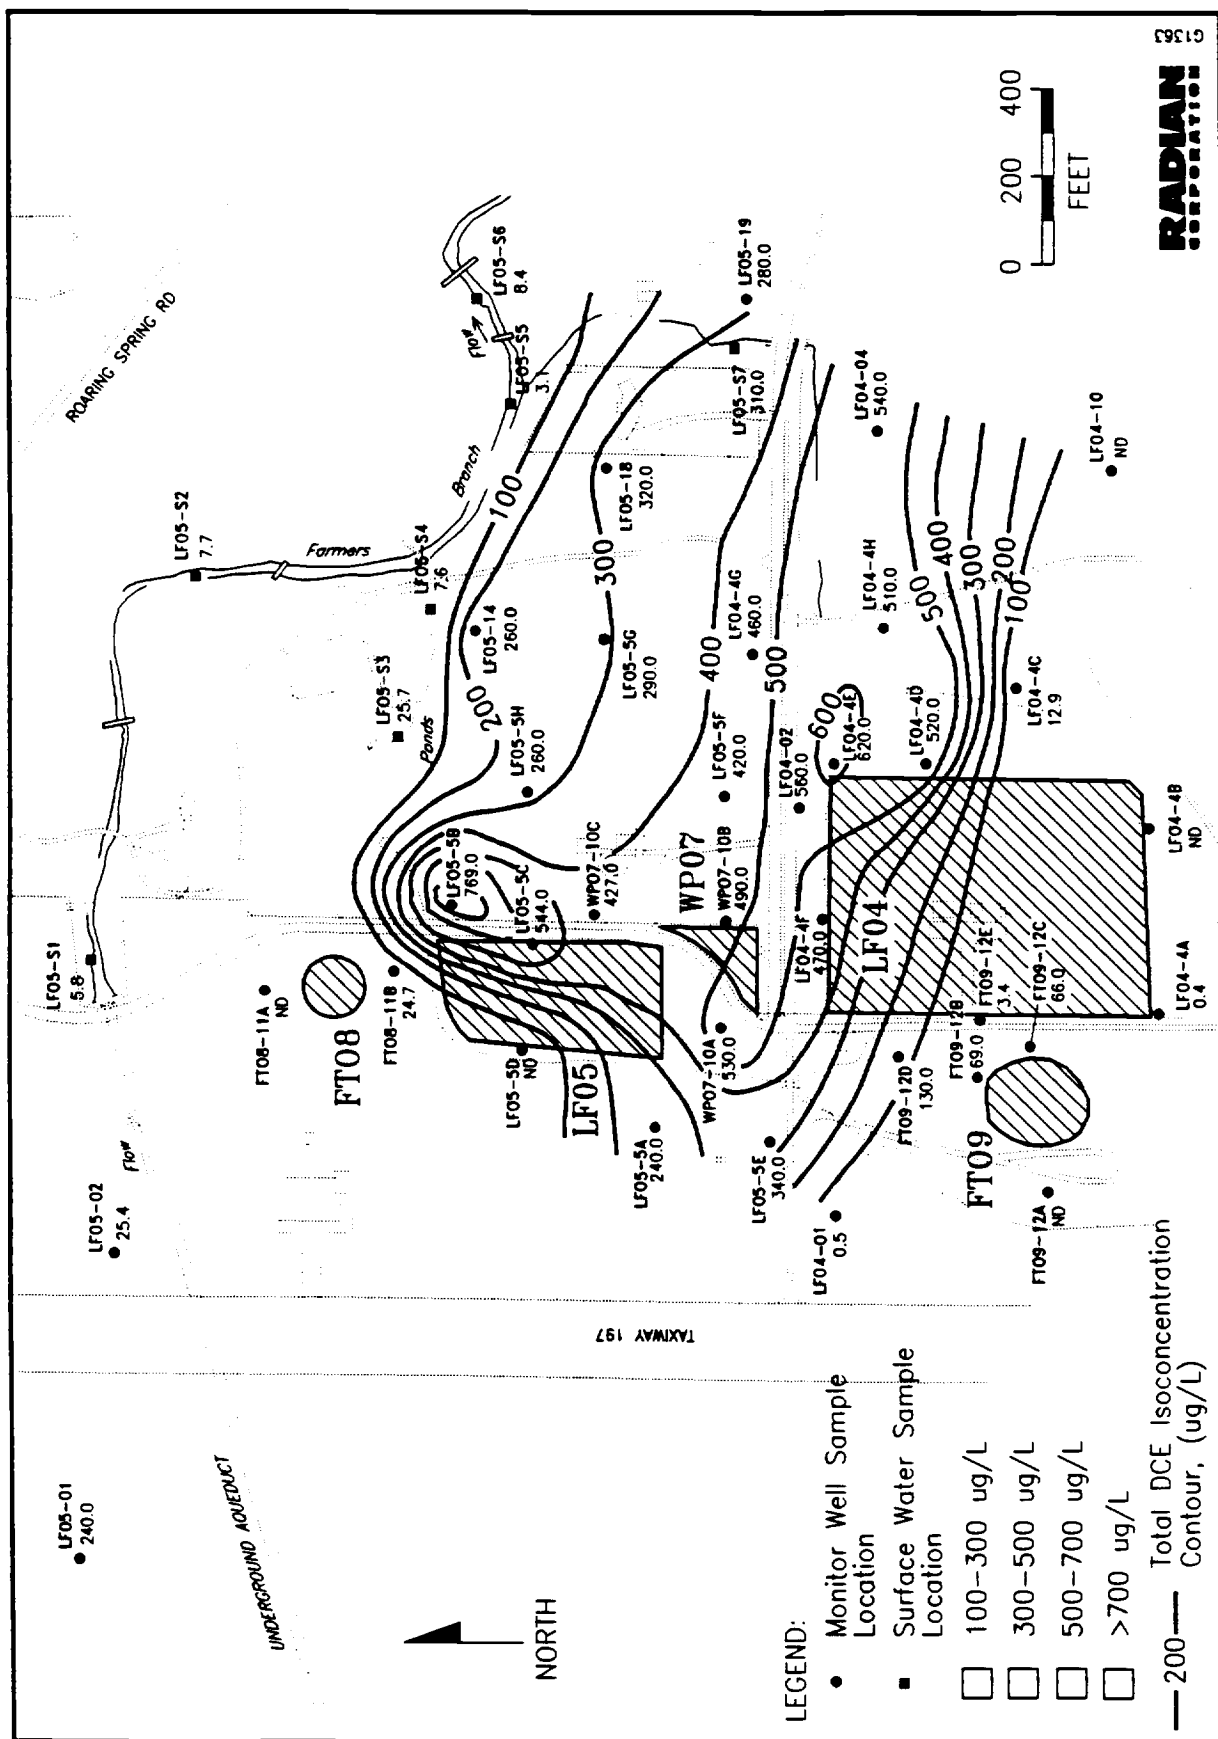 ROARING SPRING RD
G1363
LF05-S1
5.8
LF05-S2
7.7
Farmers
Branch
LF05-S3
25.7
Ponds
LF05-S4
7.6
LF05-S5
3.1
Flow
LF05-S6
8.4
LF05-02
25.4
Flow
LF05-01
240.0
UNDERGROUND AQUEDUCT
TAXIWAY 197
FT08-11A
ND
FT08
FT08-11B
24.7
LF05-5B
769.0
LF05-5C
544.0
LF05-5D
ND
LF05
LF05-5A
240.0
LF05-5H
260.0
LF05-14
260.0
LF05-5G
290.0
LF05-18
320.0
LF05-19
280.0
LF05-S7
310.0
100
200
300
400
500
WP07-10C
427.0
WP07
WP07-10B
490.0
WP07-10A
530.0
LF05-5F
420.0
LF04-4G
460.0
LF05-5E
340.0
LF04-4F
470.0
LF04-02
560.0
600
LF04-4E
620.0
LF04-4D
520.0
LF04-4H
510.0
LF04-04
540.0
LF04-10
ND
500
400
300
200
100
LF04-4C
12.9
LF04-4B
ND
LF04
LF04-4A
0.4
LF04-01
0.5
FT09-12D
130.0
FT09-12B
69.0
FT09-12E
3.4
FT09-12C
66.0
FT09
FT09-12A
ND
0 200 400
FEET
RADIAN
CORPORATION
NORTH
LEGEND:
Monitor Well Sample
Location
Surface Water Sample
Location
100-300 ug/L
300-500 ug/L
500-700 ug/L
>700 ug/L
200
Total DCE Isoconcentration
Contour, (ug/L)